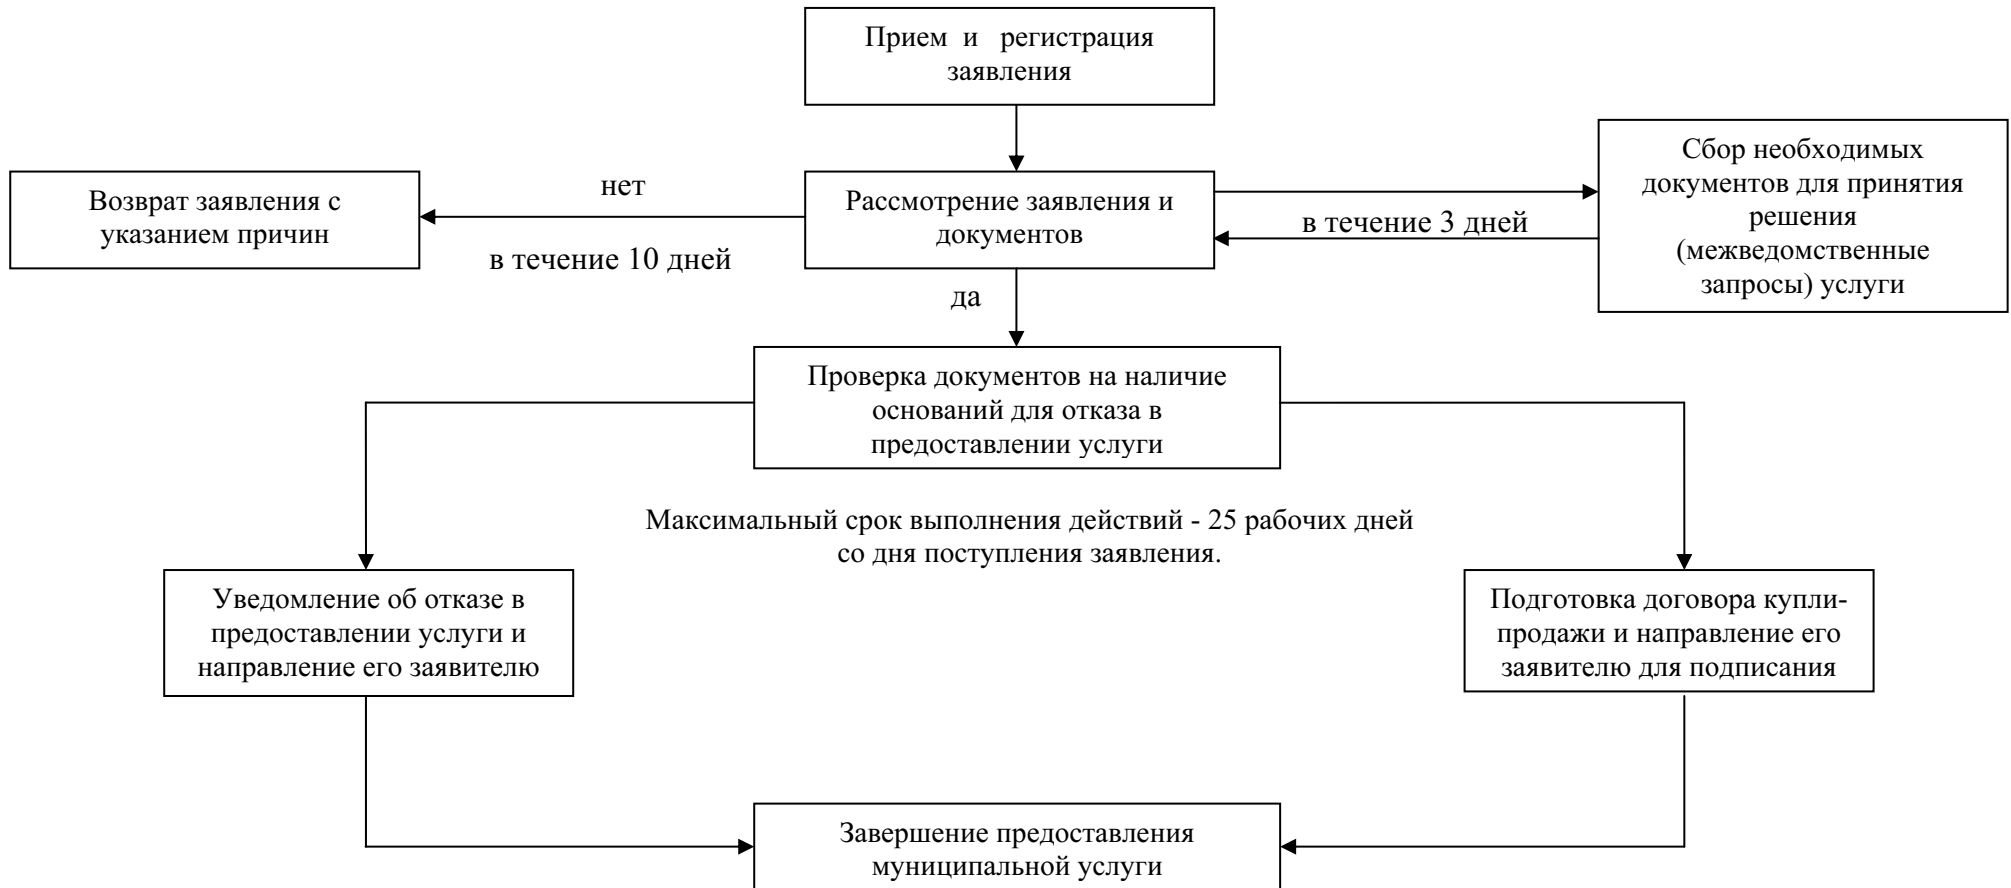 Прием и регистрация
заявления
Сбор необходимых
документов для принятия
решения
(межведомственные
запросы) услуги
Возврат заявления с
указанием причин
нет
в течение 10 дней
Рассмотрение заявления и
документов
в течение 3 дней
да
Проверка документов на наличие
оснований для отказа в
предоставлении услуги
Максимальный срок выполнения действий - 25 рабочих дней
со дня поступления заявления.
Уведомление об отказе в
предоставлении услуги и
направление его заявителю
Подготовка договора купли-
продажи и направление его
заявителю для подписания
Завершение предоставления
муниципальной услуги